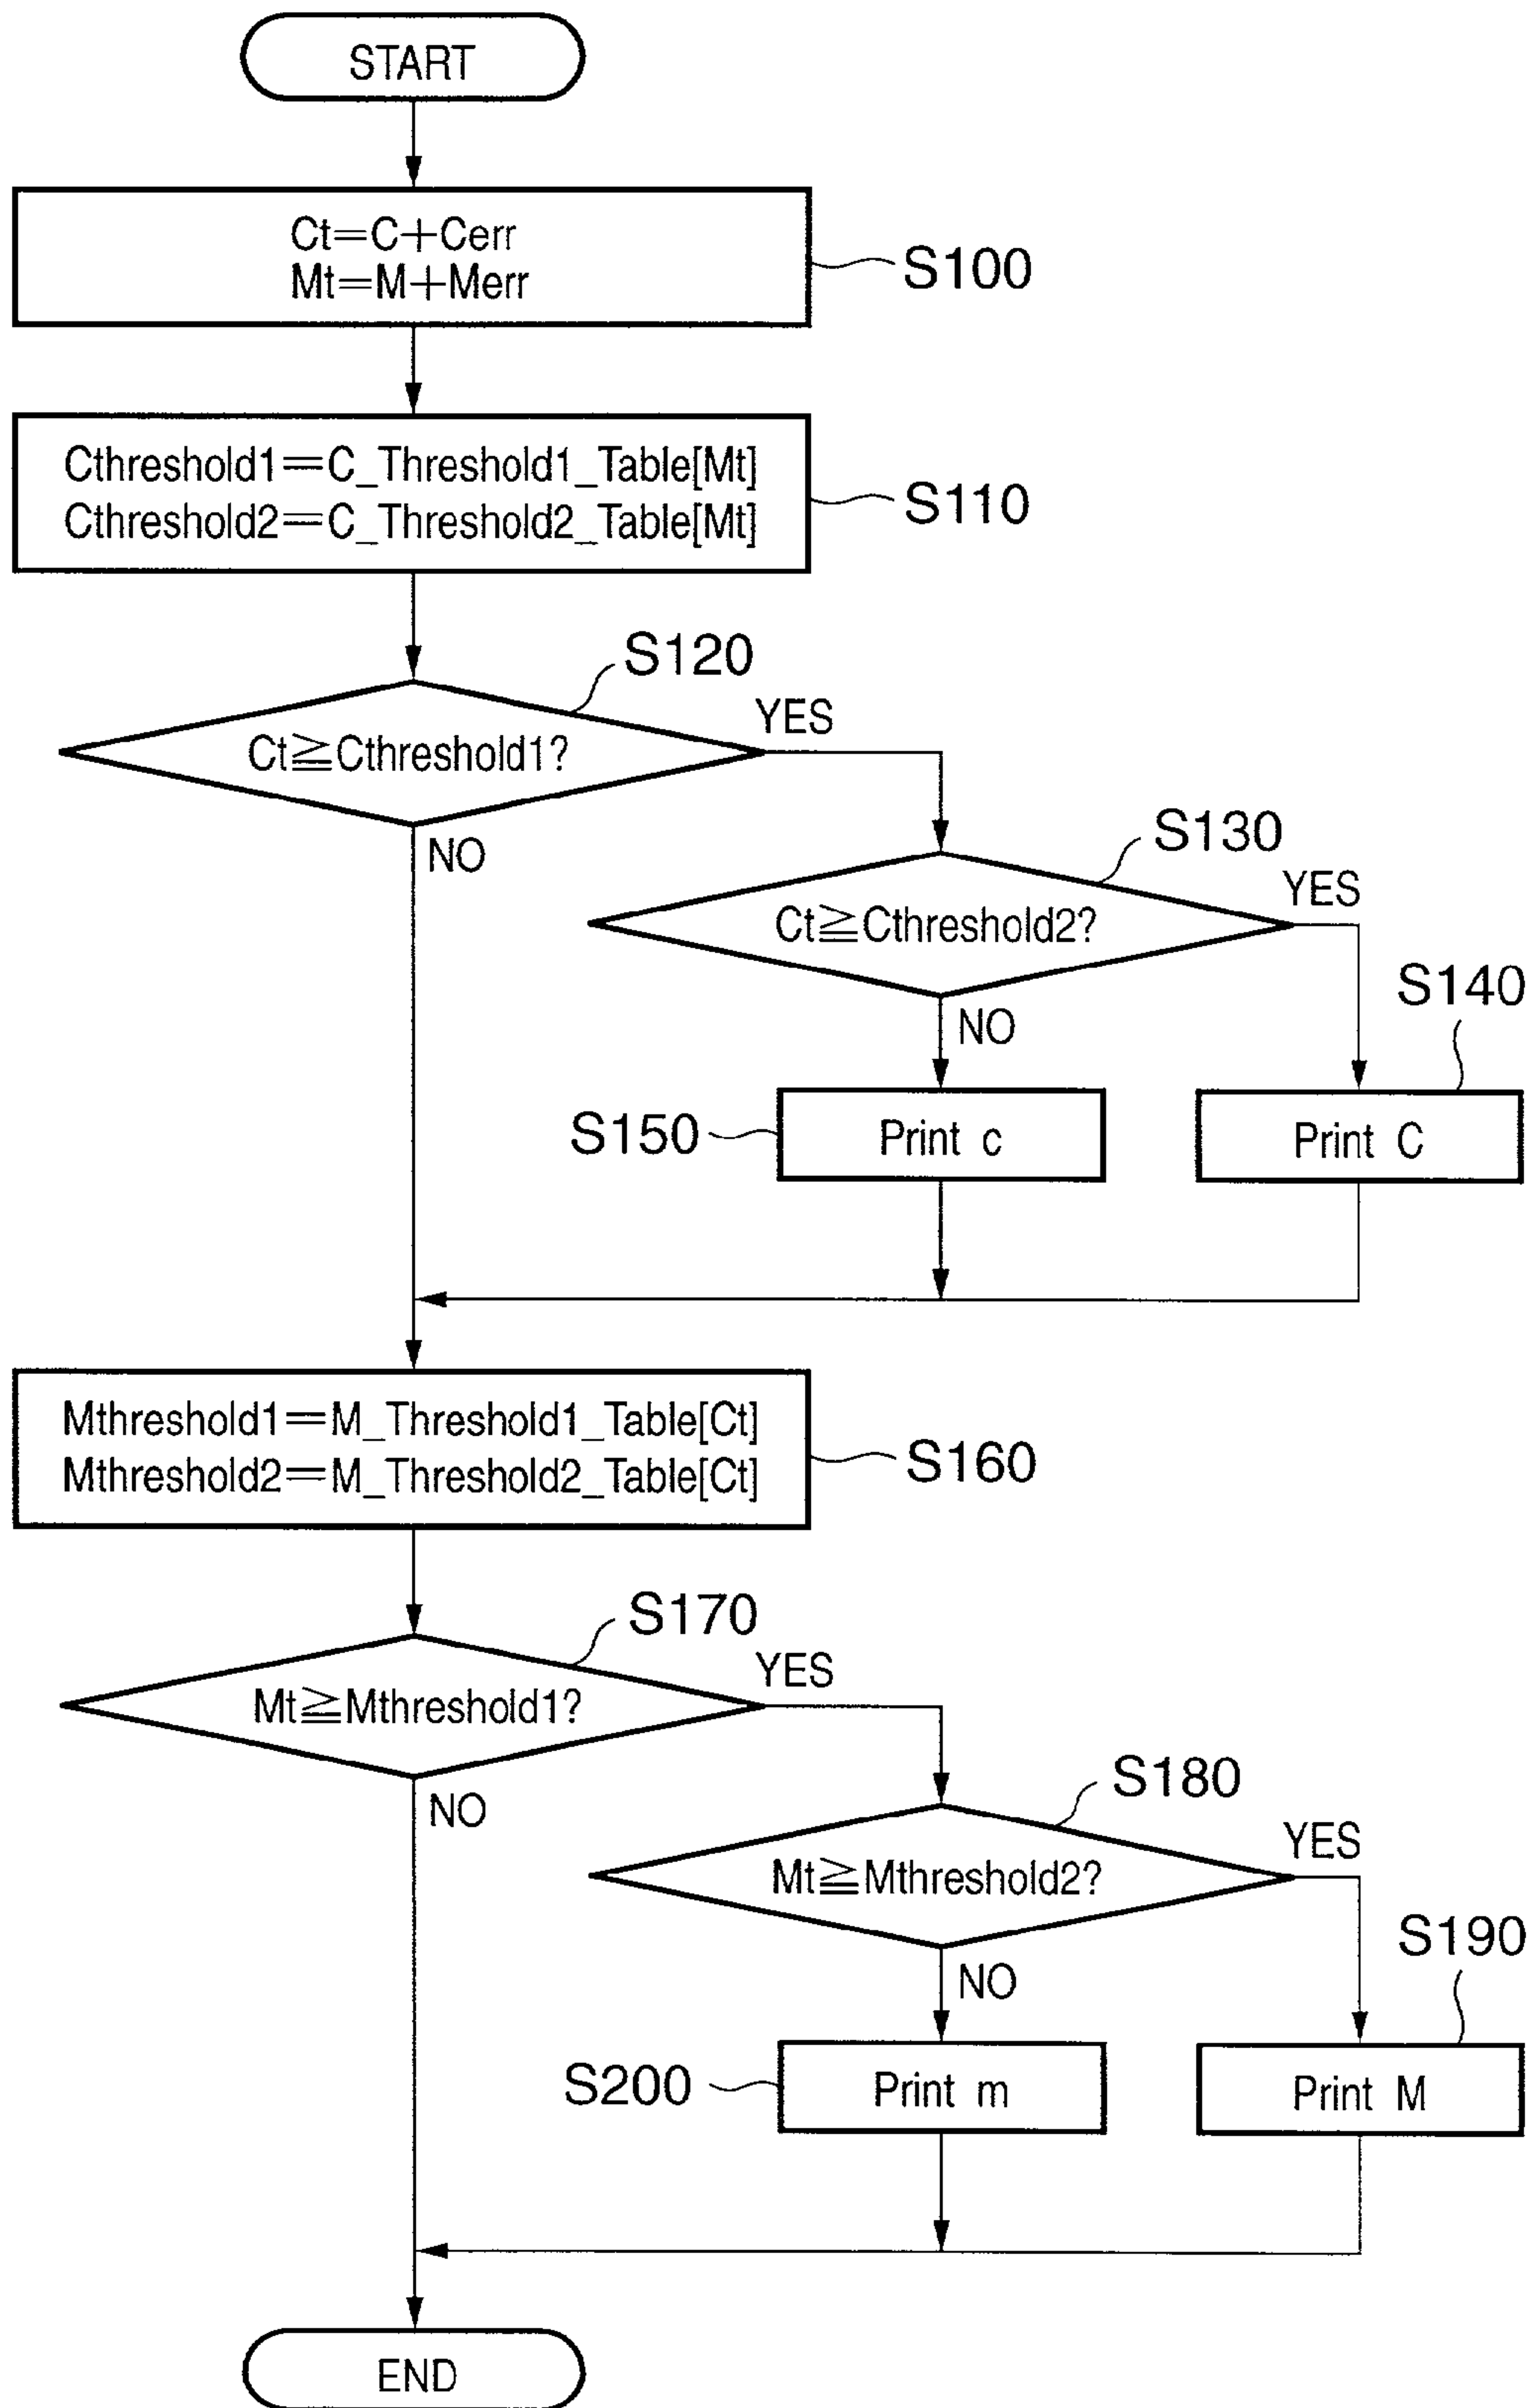 START
Ct=C+Cerr
Mt=M+Merr
S100
Cthreshold1=C_Threshold1_Table[Mt]
Cthreshold2=C_Threshold2_Table[Mt]
S110
S120
Ct≧Cthreshold1?
YES
NO
S130
Ct≧Cthreshold2?
YES
NO
S140
S150
Print c
Print C
Mthreshold1=M_Threshold1_Table[Ct]
Mthreshold2=M_Threshold2_Table[Ct]
S160
S170
Mt≧Mthreshold1?
YES
NO
S180
Mt≧Mthreshold2?
YES
NO
S190
S200
Print m
Print M
END